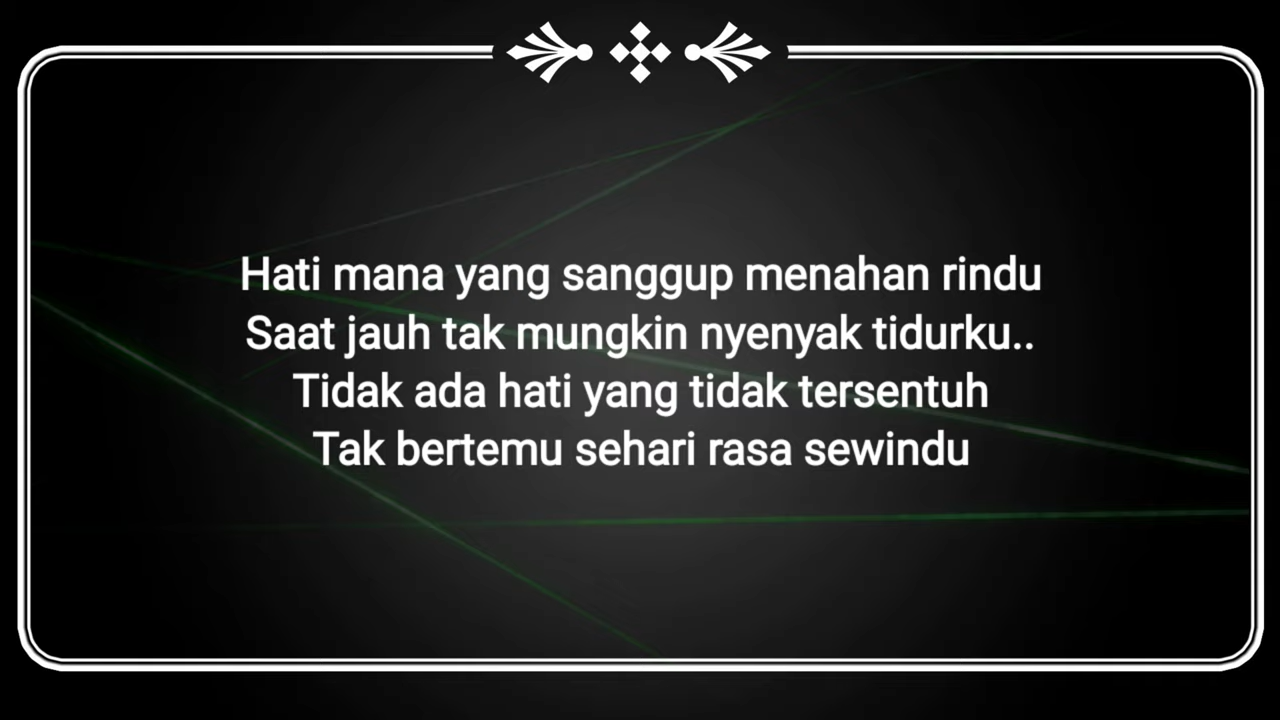 Hati mana yang sanggup menahan rindu
Saat jauh tak mungkin nyenyak tidurku..
Tidak ada hati yang tidak tersentuh
Tak bertemu sehari rasa sewindu